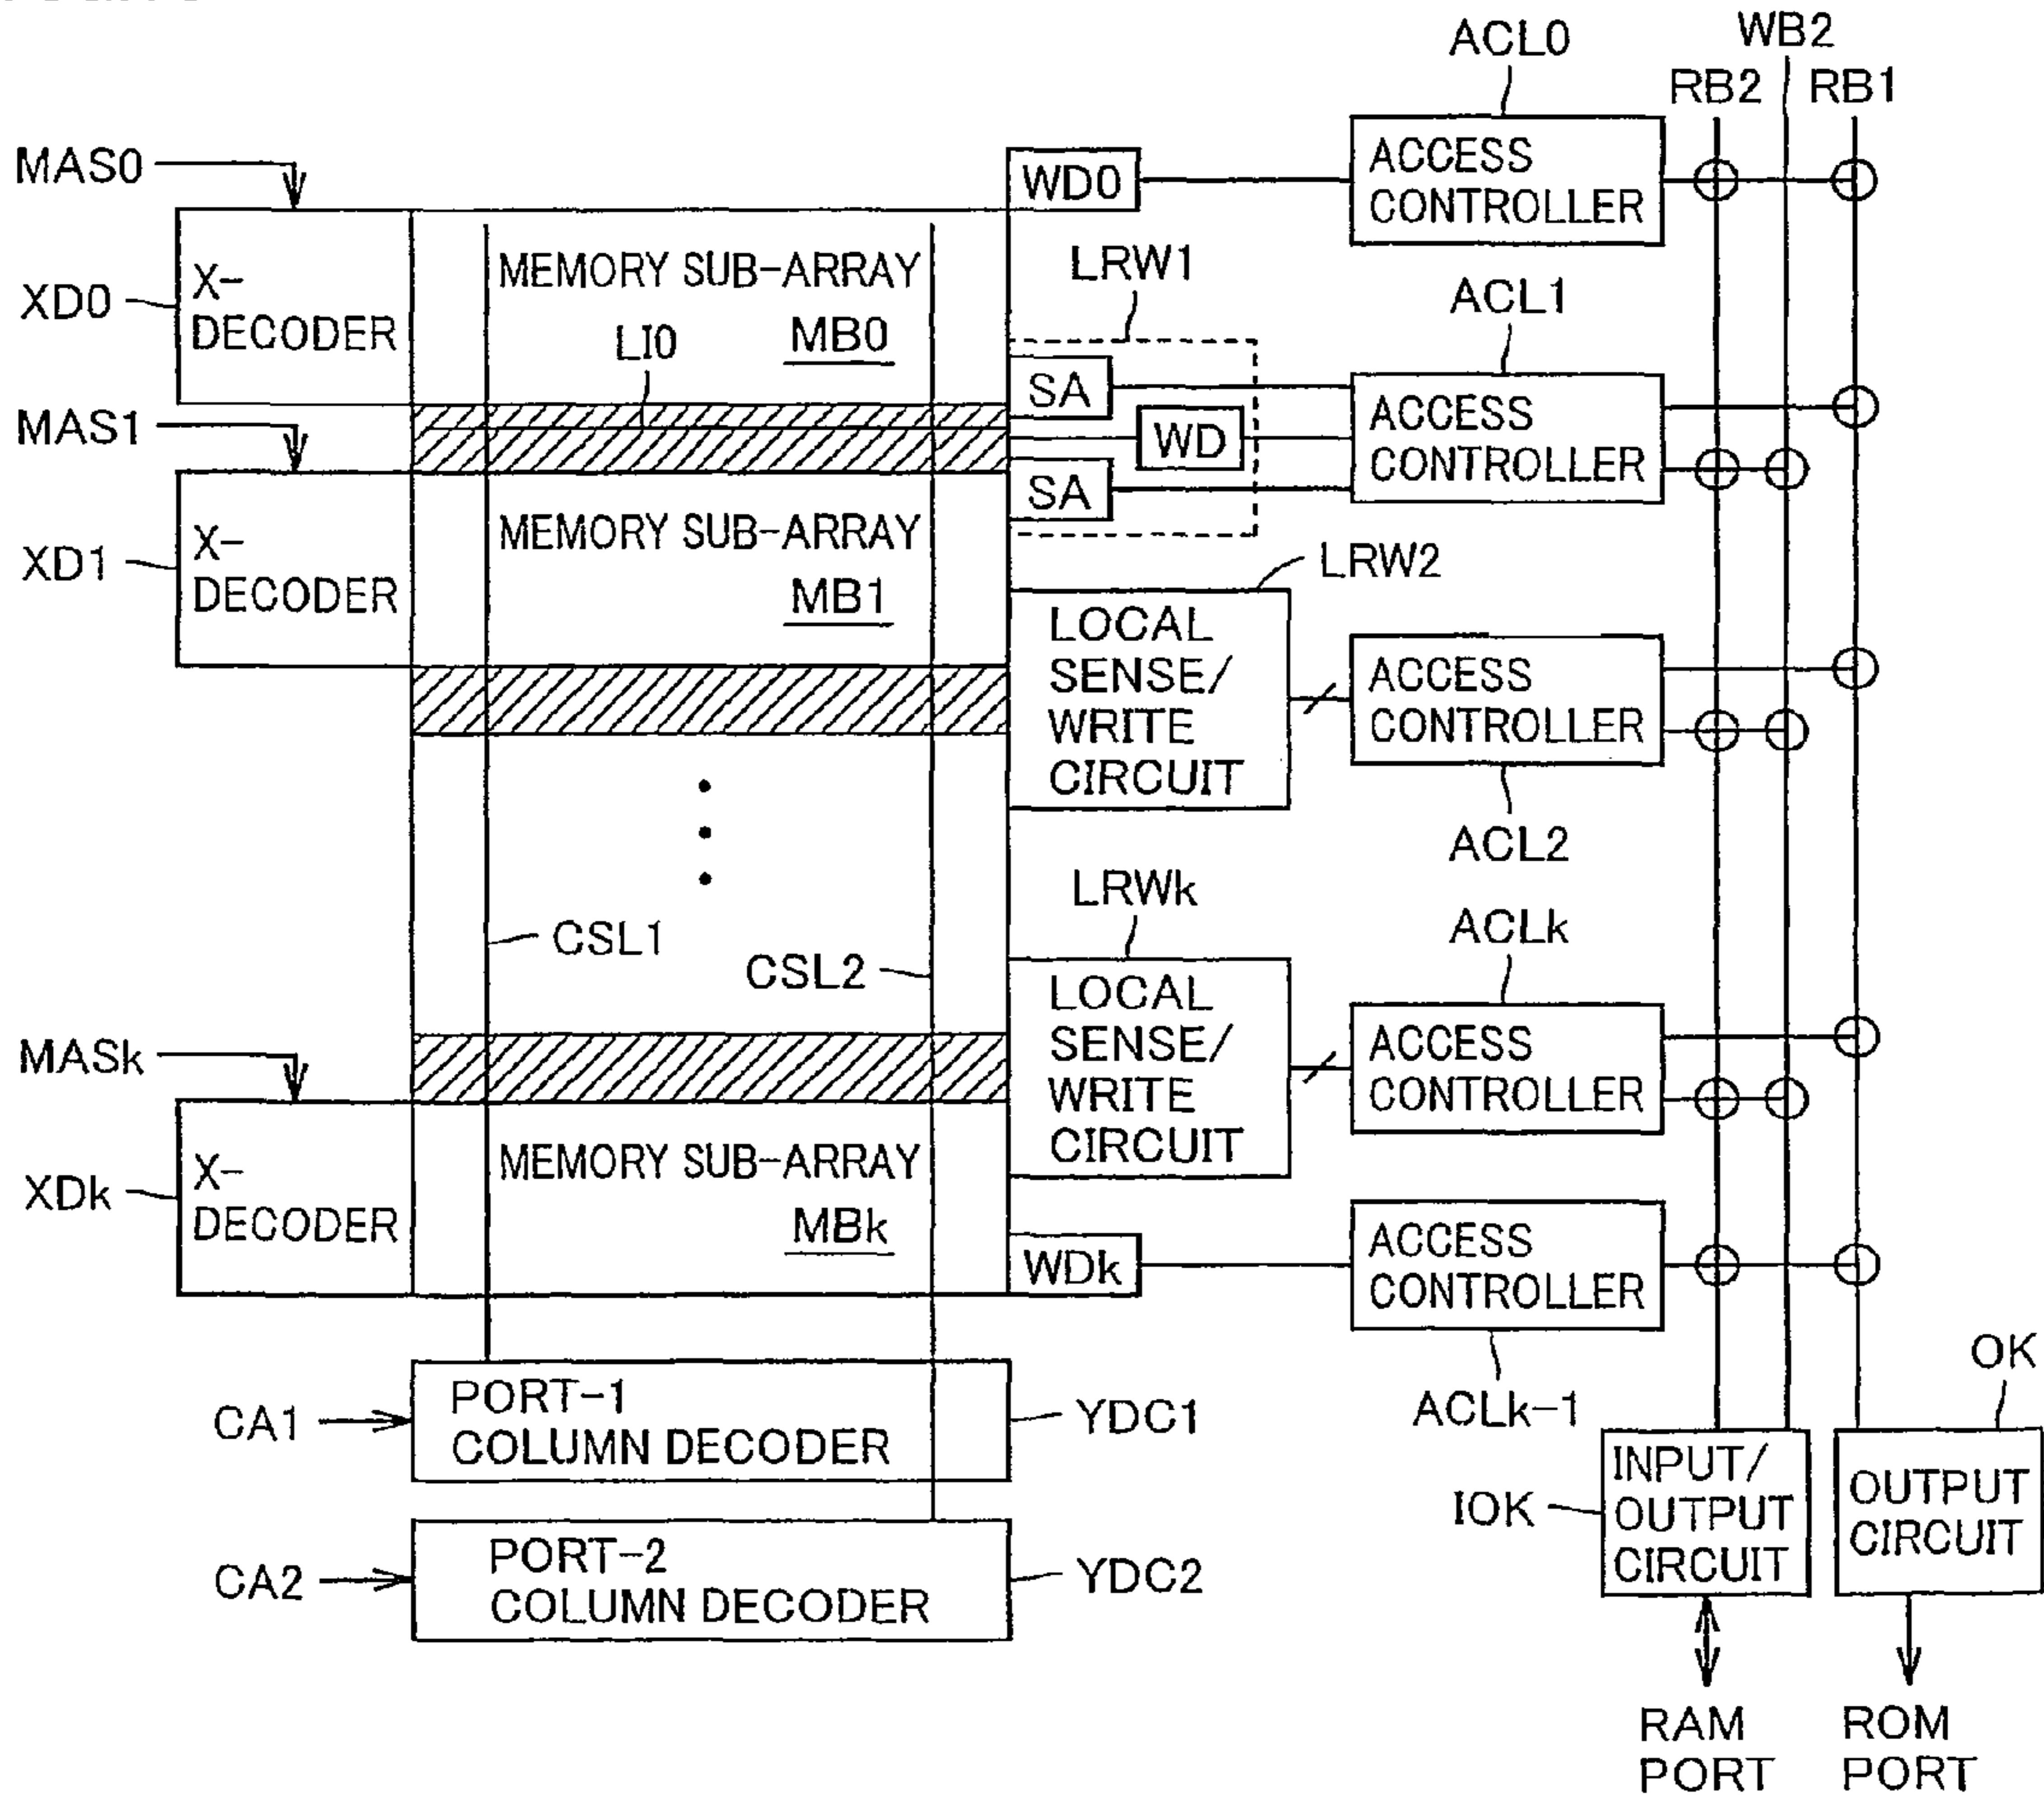 ACL0
WB2
RB2
RB1
MAS0
WD0
ACCESS
CONTROLLER
XD0
X-
DECODER
MEMORY SUB-ARRAY
MB0
LI0
LRW1
ACL1
SA
WD
SA
ACCESS
CONTROLLER
MAS1
XD1
X-
DECODER
MEMORY SUB-ARRAY
MB1
LRW2
LOCAL
SENSE/
WRITE
CIRCUIT
ACCESS
CONTROLLER
ACL2
CSL1
CSL2
LRWk
ACLk
LOCAL
SENSE/
WRITE
CIRCUIT
ACCESS
CONTROLLER
MASk
XDk
X-
DECODER
MEMORY SUB-ARRAY
MBk
WDk
ACCESS
CONTROLLER
ACLk-1
OK
CA1
PORT-1
COLUMN DECODER
YDC1
CA2
PORT-2
COLUMN DECODER
YDC2
IOK
INPUT/
OUTPUT
CIRCUIT
OUTPUT
CIRCUIT
RAM
PORT
ROM
PORT